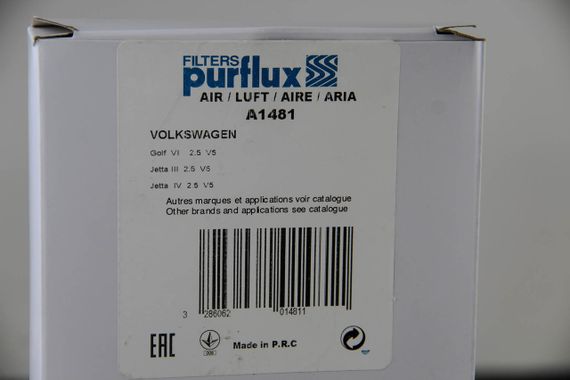 FILTERS
purflux
AIR / LUFT / AIRE / ARIA
A1481
VOLKSWAGEN
Golf VI 2.5 V5
Jetta III 2.5 V5
Jetta IV 2.5 V5
Autres marques et applications voir catalogue
Other brands and applications see catalogue
3 286062 014811
EAC Made in P.R.C